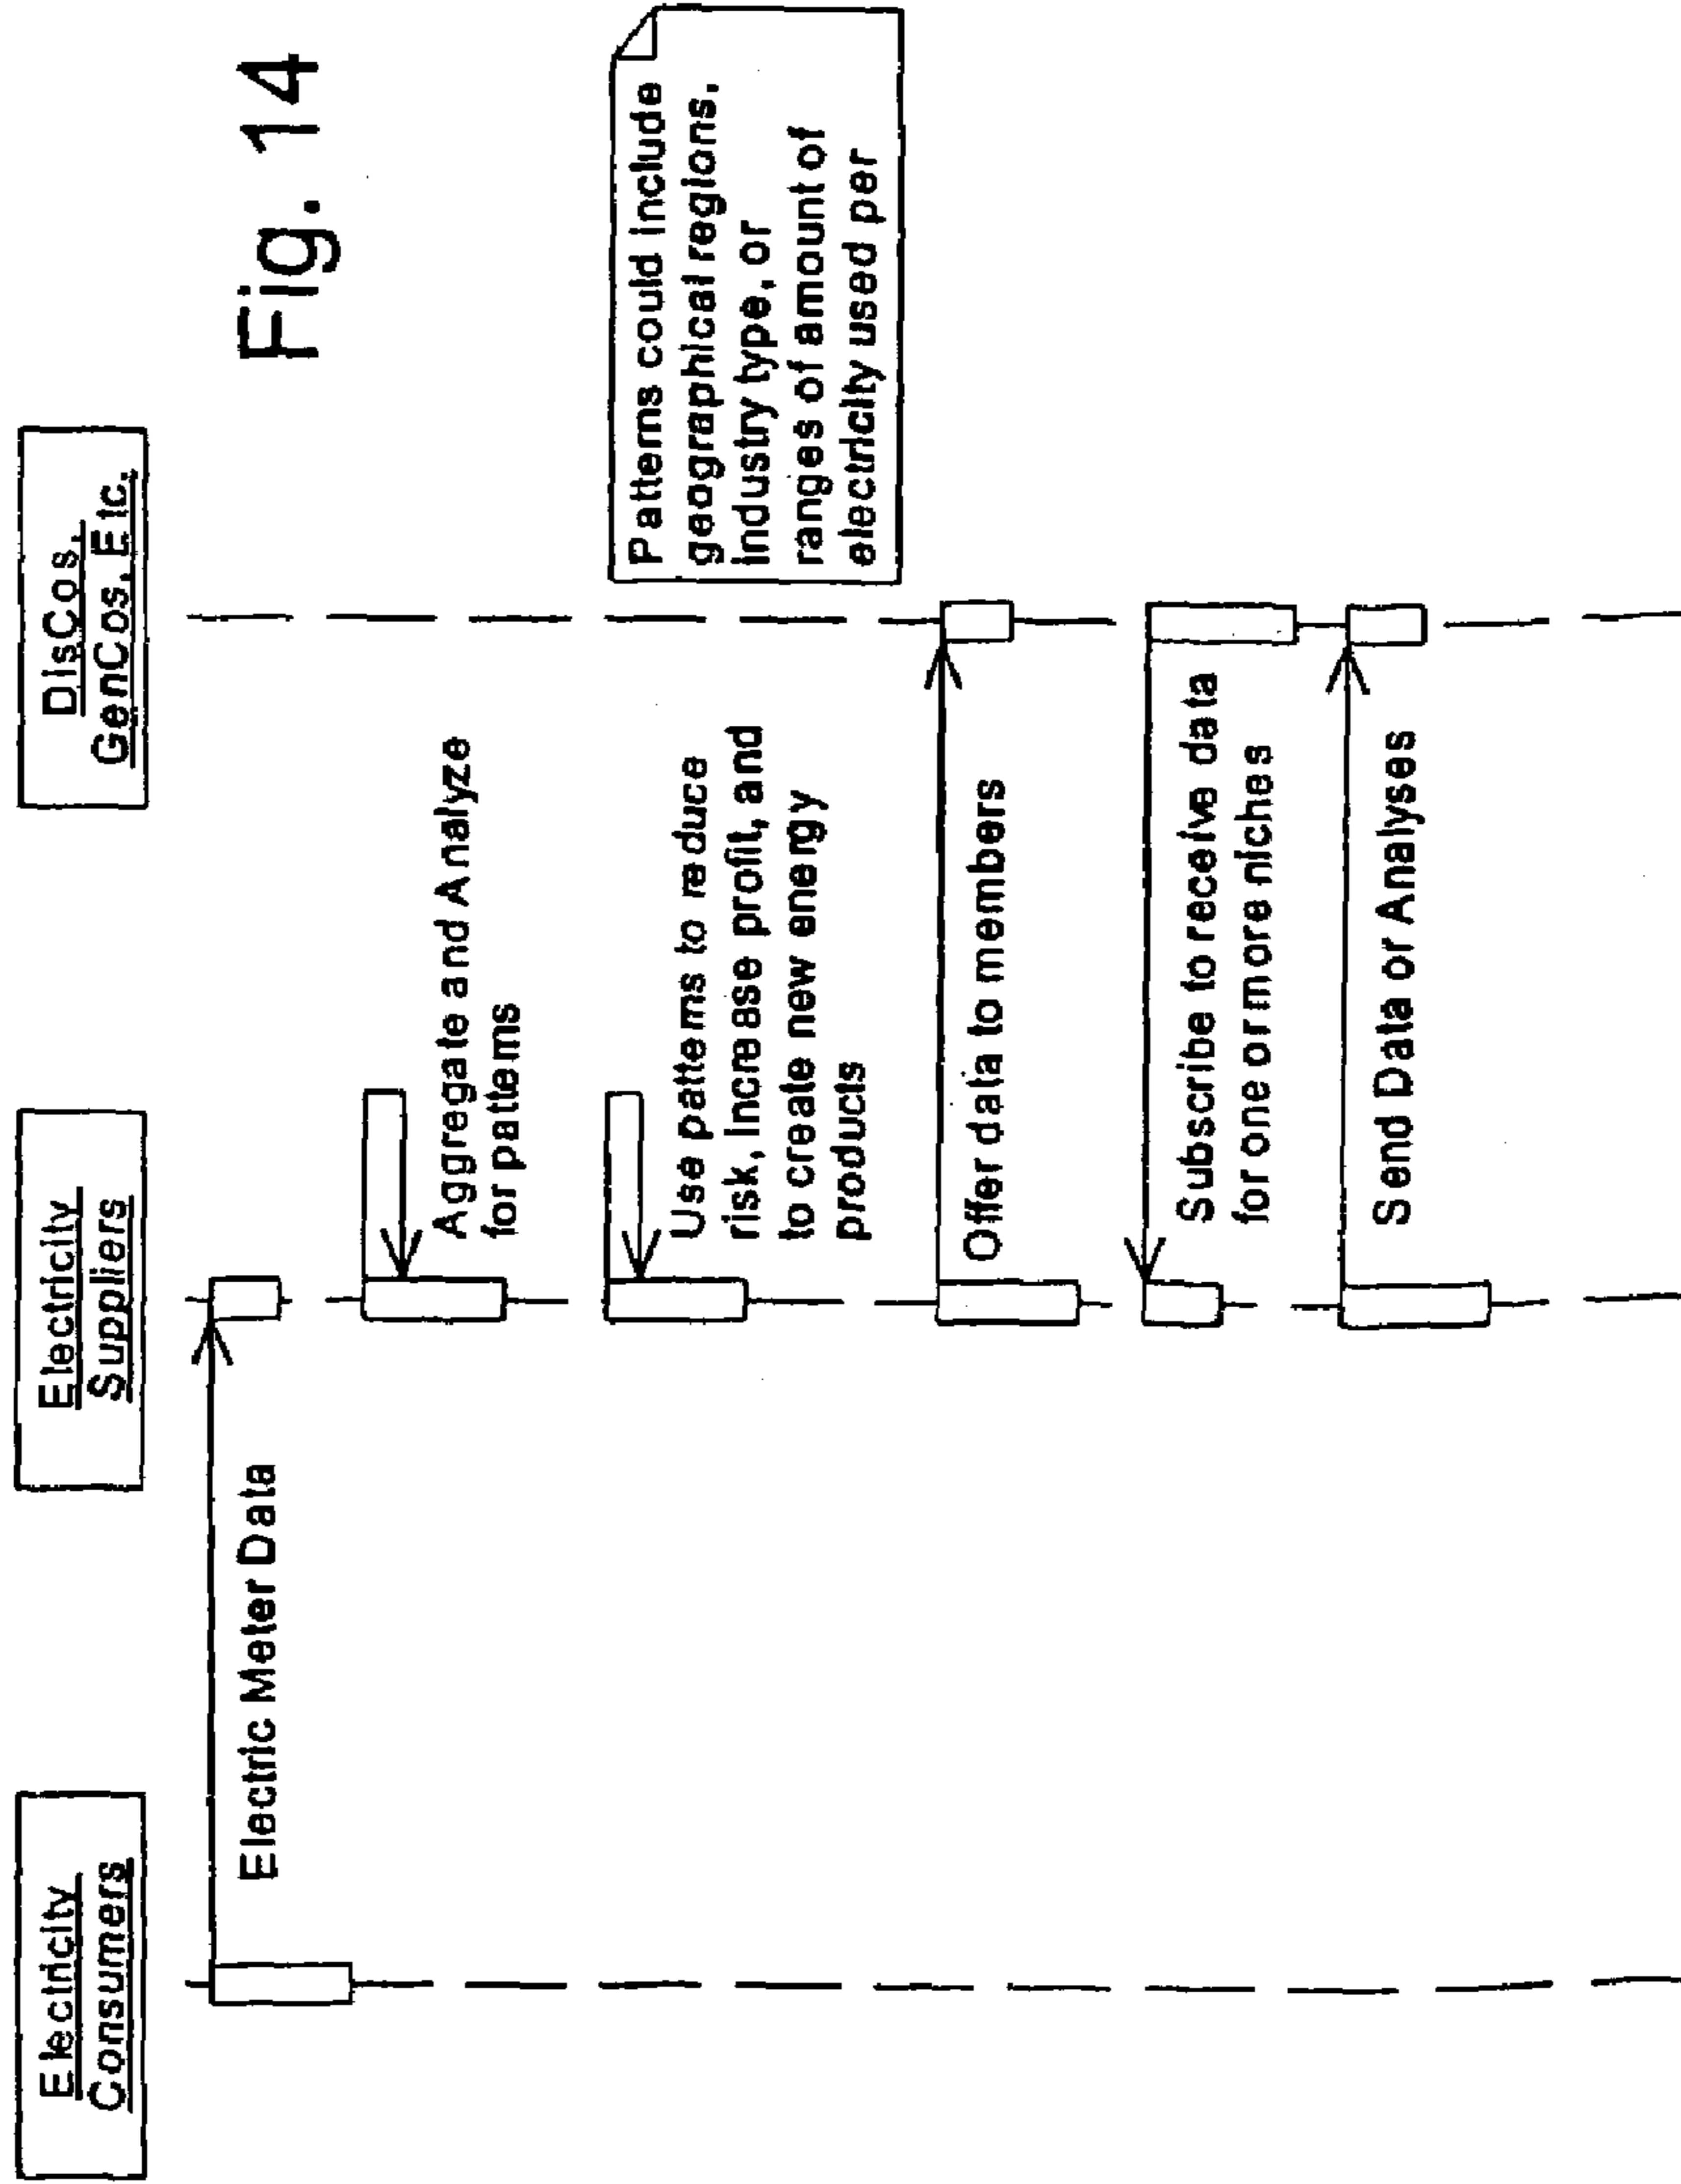 Electricity
Consumers
Electricity
Suppliers
DisCos,
GenCos, Etc.
Fig. 14
Electric Meter Data
Aggregate and Analyze
for patterns
Use patterns to reduce
risk, Increase profit, and
to create new energy
products
Patterns could include
geographical regions,
industry type, or
ranges of amount of
electricity used per
Offer data to members
Subscribe to receive data
for one or more niches
Send Data or Analyses